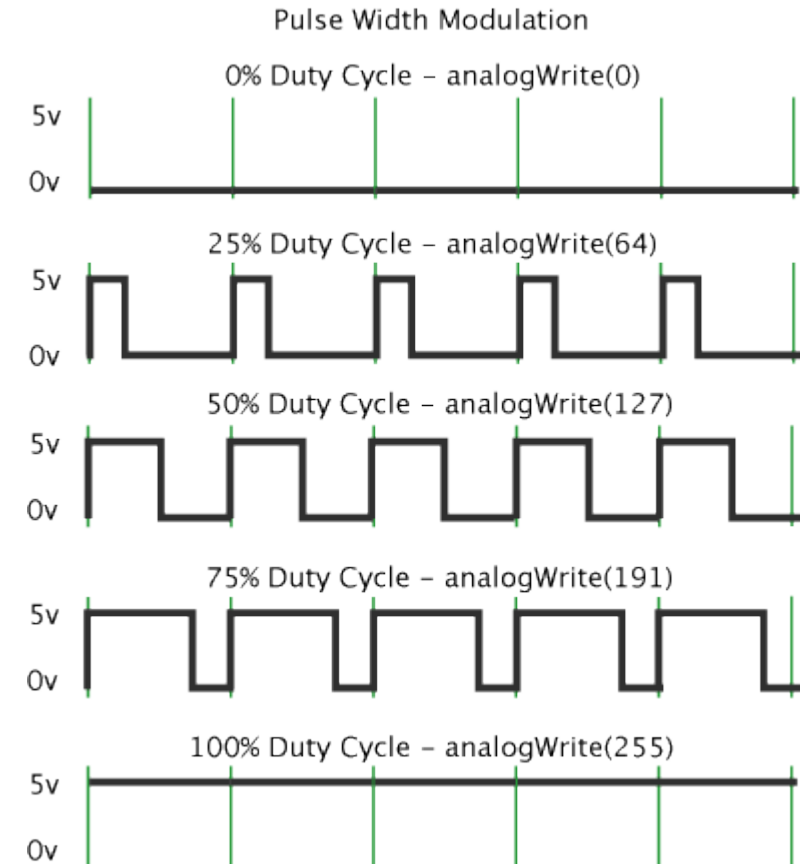 Pulse Width Modulation
0% Duty Cycle – analogWrite(0)
5v
0v
25% Duty Cycle – analogWrite(64)
5v
0v
50% Duty Cycle – analogWrite(127)
5v
0v
75% Duty Cycle – analogWrite(191)
5v
0v
100% Duty Cycle – analogWrite(255)
5v
0v